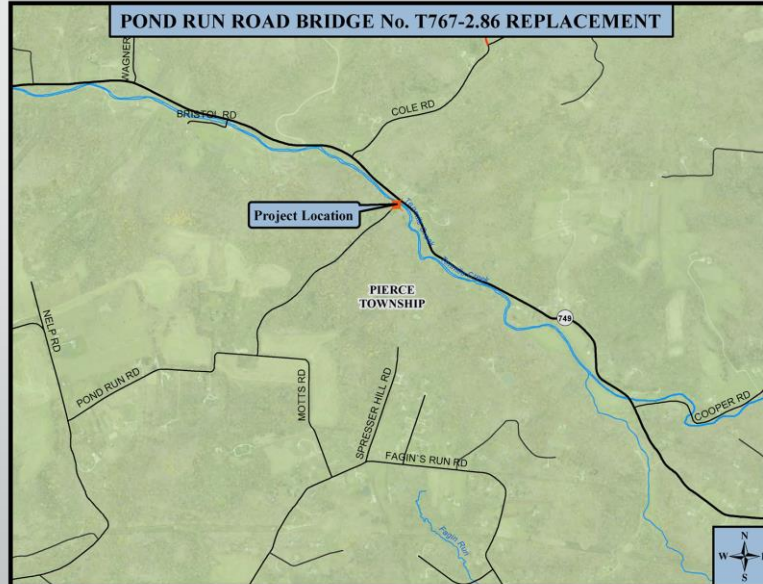 POND RUN ROAD BRIDGE No. T767-2.86 REPLACEMENT
WAGNER
BRISTOL RD
COLE RD
Project Location
PIERCE
TOWNSHIP
749
NELP RD
POND RUN RD
MOTTS RD
SPRESSER HILL RD
COOPER RD
FAGIN'S RUN RD
Fagin Run
N
W
S